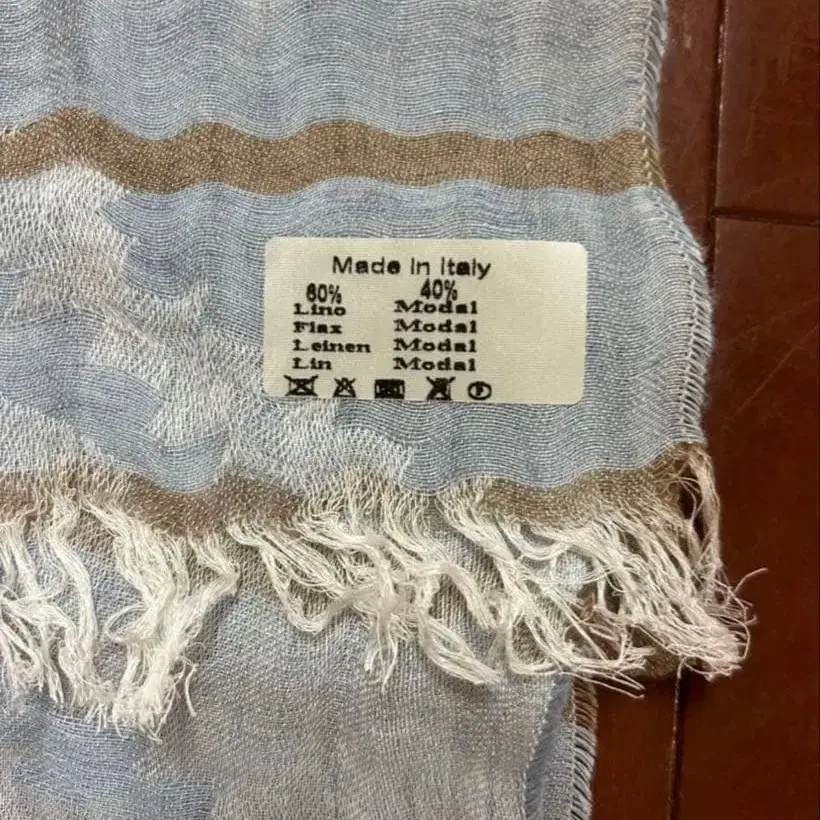 Made in Italy
60% 40%
Lino Modal
Flax Modal
Leinen Modal
Lin Modal